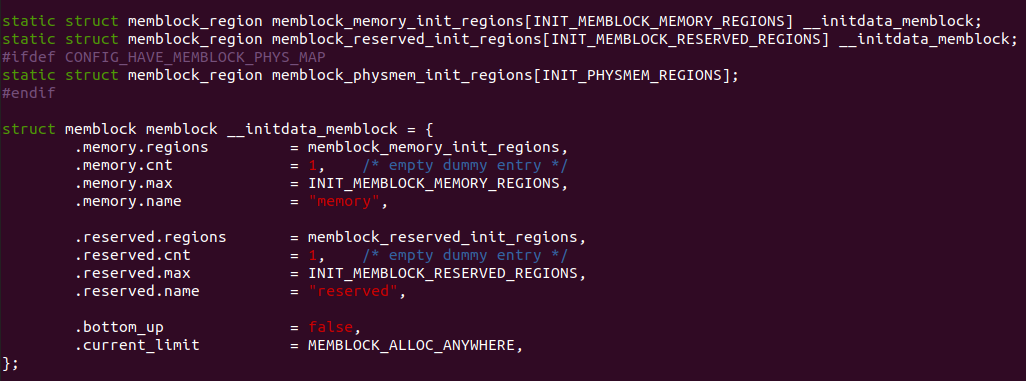 static struct memblock_region memblock_memory_init_regions[INIT_MEMBLOCK_MEMORY_REGIONS] __initdata_memblock;
static struct memblock_region memblock_reserved_init_regions[INIT_MEMBLOCK_RESERVED_REGIONS] __initdata_memblock;
#ifdef CONFIG_HAVE_MEMBLOCK_PHYS_MAP
static struct memblock_region memblock_physmem_init_regions[INIT_PHYSMEM_REGIONS];
#endif

struct memblock memblock __initdata_memblock = {
        .memory.regions         = memblock_memory_init_regions,
        .memory.cnt             = 1,    /* empty dummy entry */
        .memory.max             = INIT_MEMBLOCK_MEMORY_REGIONS,
        .memory.name            = "memory",

        .reserved.regions       = memblock_reserved_init_regions,
        .reserved.cnt           = 1,    /* empty dummy entry */
        .reserved.max           = INIT_MEMBLOCK_RESERVED_REGIONS,
        .reserved.name          = "reserved",

        .bottom_up              = false,
        .current_limit          = MEMBLOCK_ALLOC_ANYWHERE,
};